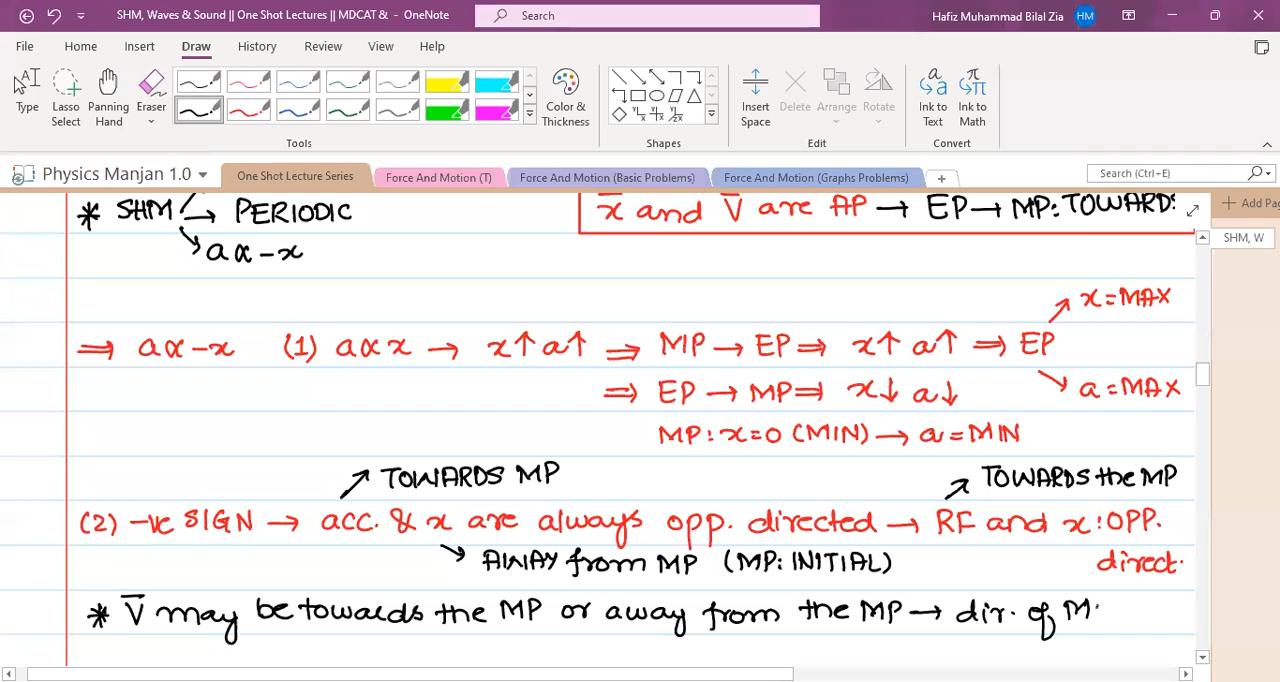 SHM, Waves & Sound || One Shot Lectures || MDCAT & - OneNote
Search
Hafiz Muhammad Bilal Zia HM
File Home Insert Draw History Review View Help
Type Lasso Select Panning Hand Eraser
Color & Thickness
Insert Space Delete Arrange Rotate
Ink to Text Ink to Math
Tools Shapes Edit Convert
Physics Manjan 1.0 One Shot Lecture Series Force And Motion (T) Force And Motion (Basic Problems) Force And Motion (Graphs Problems) + Search (Ctrl+E)
+ Add Pag
SHM, W
* SHM → PERIODIC
x̄ and V̄ are AP → EP → MP: TOWARDS
→ a ∝ -x
x = MAX
⇒ a ∝ -x (1) a ∝ x → x↑ a↑ ⇒ MP → EP ⇒ x↑ a↑ ⇒ EP
⇒ EP → MP ⇒ x↓ a↓
a = MAX
MP: x = 0 (MIN) → a = MIN
TOWARDS MP
TOWARDS the MP
(2) -ve SIGN → acc. & x are always opp. directed → RF and x: OPP.
direct.
AWAY from MP (MP: INITIAL)
* V̄ may be towards the MP or away from the MP → dir. of M